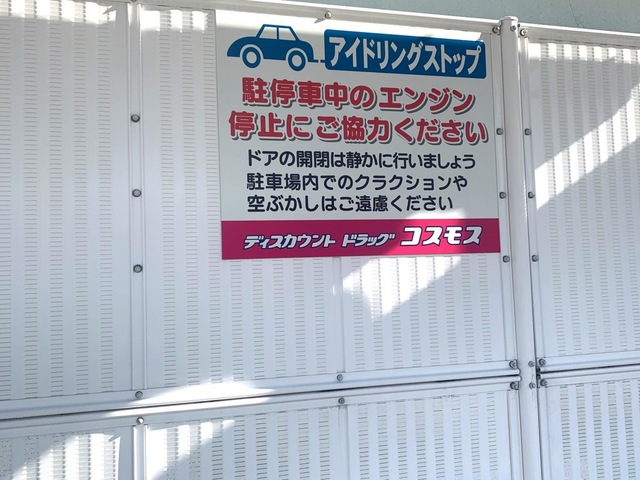 アイドリングストップ
駐停車中のエンジン
停止にご協力ください
ドアの開閉は静かに行いましょう
駐車場内でのクラクションや
空ぶかしはご遠慮ください
ディスカウント ドラッグ コスモス